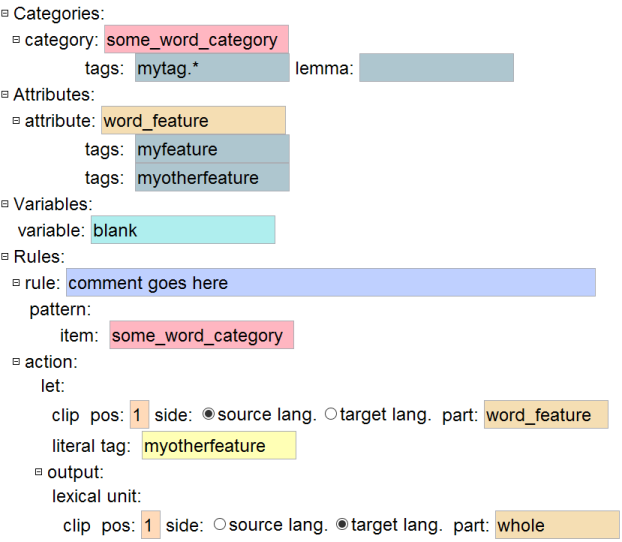 Categories:
category: some_word_category
tags: mytag.* lemma:
Attributes:
attribute: word_feature
tags: myfeature
tags: myotherfeature
Variables:
variable: blank
Rules:
rule: comment goes here
pattern:
item: some_word_category
action:
let:
clip pos: 1 side: source lang. target lang. part: word_feature
literal tag: myotherfeature
output:
lexical unit:
clip pos: 1 side: source lang. target lang. part: whole